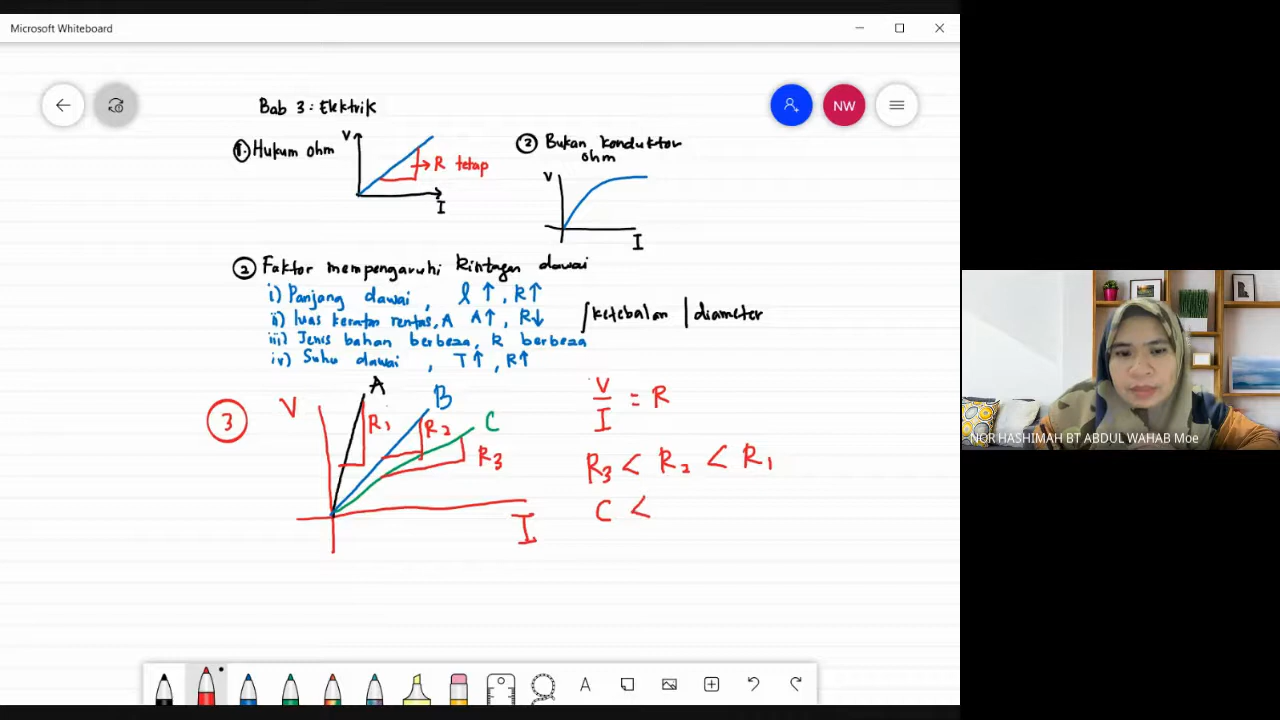 Microsoft Whiteboard
NW
Bab 3 : Elektrik
1. Hukum ohm
V
I
R tetap
2 Bukan konduktor
ohm
V
I
2 Faktor mempengaruhi Rintagan dawai
i) Panjang dawai , l ↑ , R↑
ii) luas keratan rentas, A A↑ , R↓ /ketebalan /diameter
iii) Jenis bahan berbeza, R berbeza
iv) Suhu dawai , T↑ , R↑
3
V
A
B
C
R1
R2
R3
I
V/I = R
R3 < R2 < R1
C <
NOR HASHIMAH BT ABDUL WAHAB Moe
A